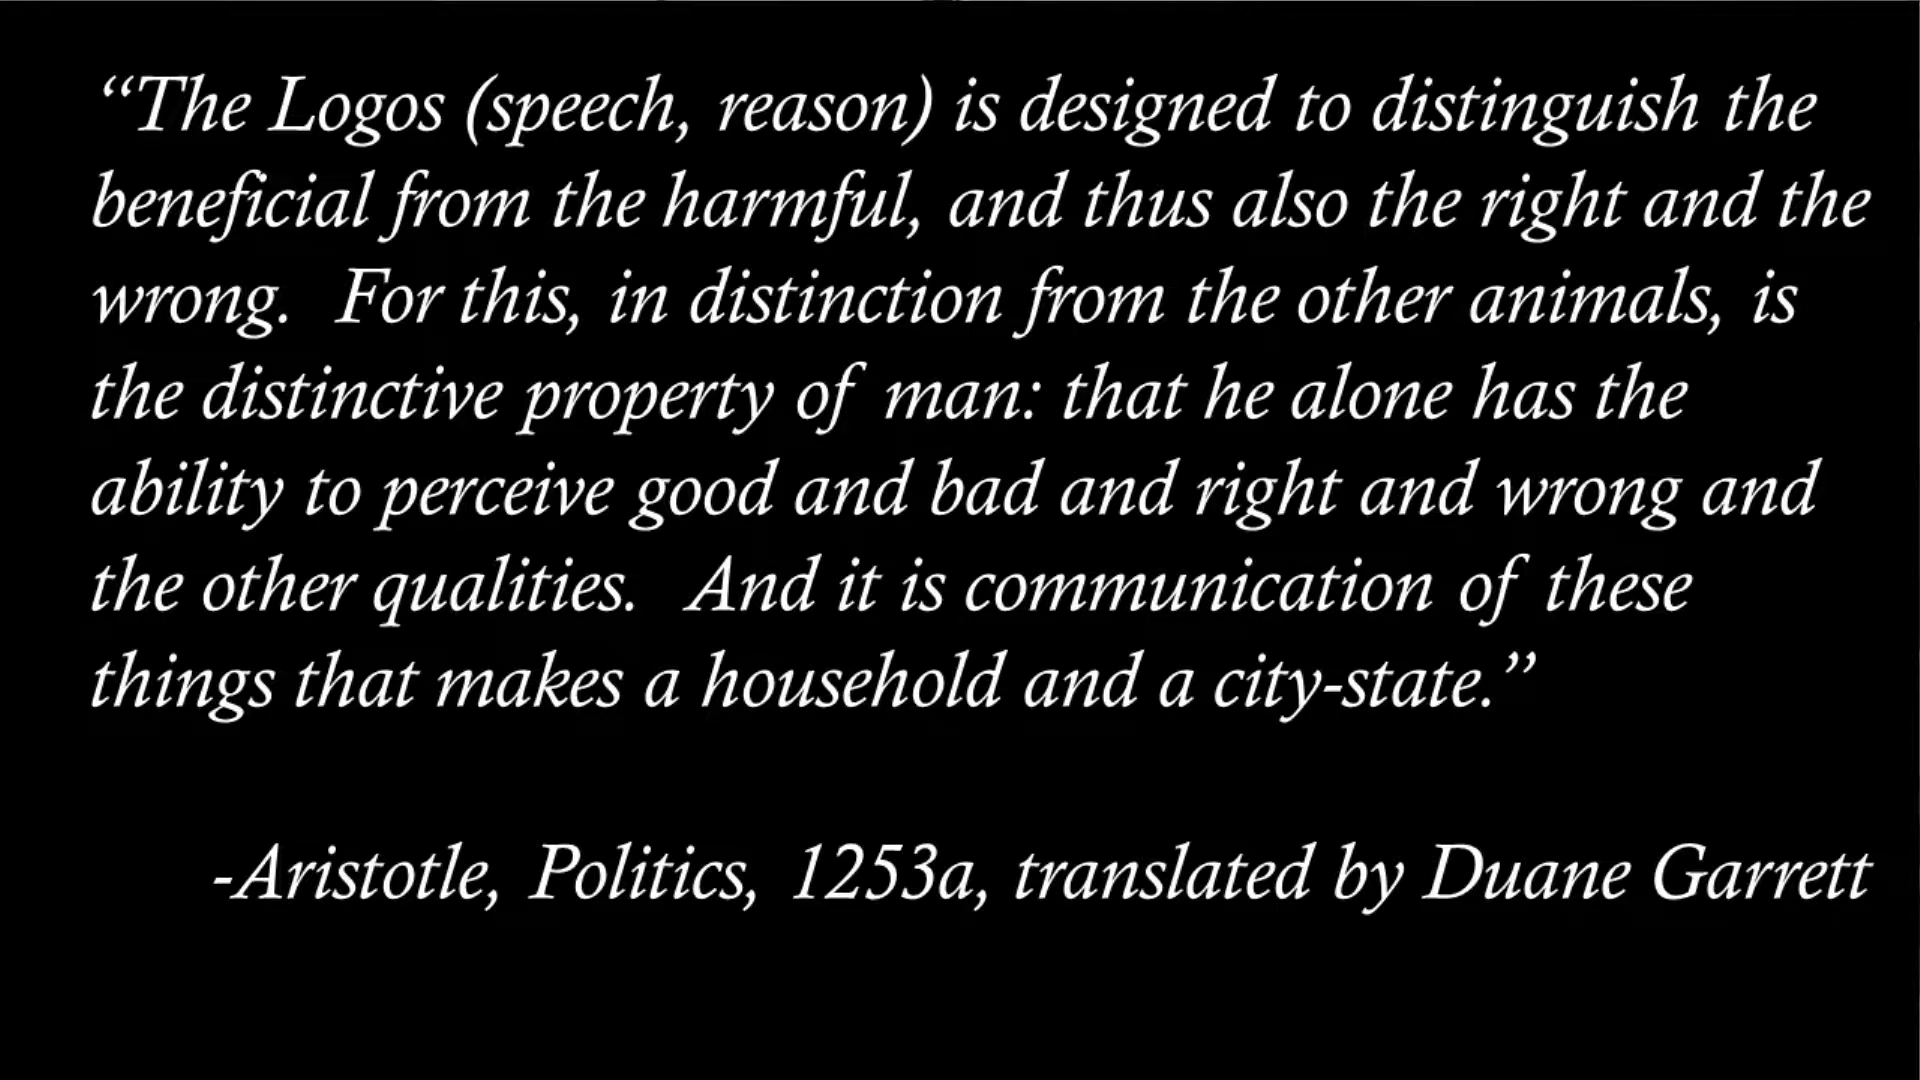 “The Logos (speech, reason) is designed to distinguish the
beneficial from the harmful, and thus also the right and the
wrong.  For this, in distinction from the other animals, is
the distinctive property of man: that he alone has the
ability to perceive good and bad and right and wrong and
the other qualities.  And it is communication of these
things that makes a household and a city-state.”
-Aristotle, Politics, 1253a, translated by Duane Garrett